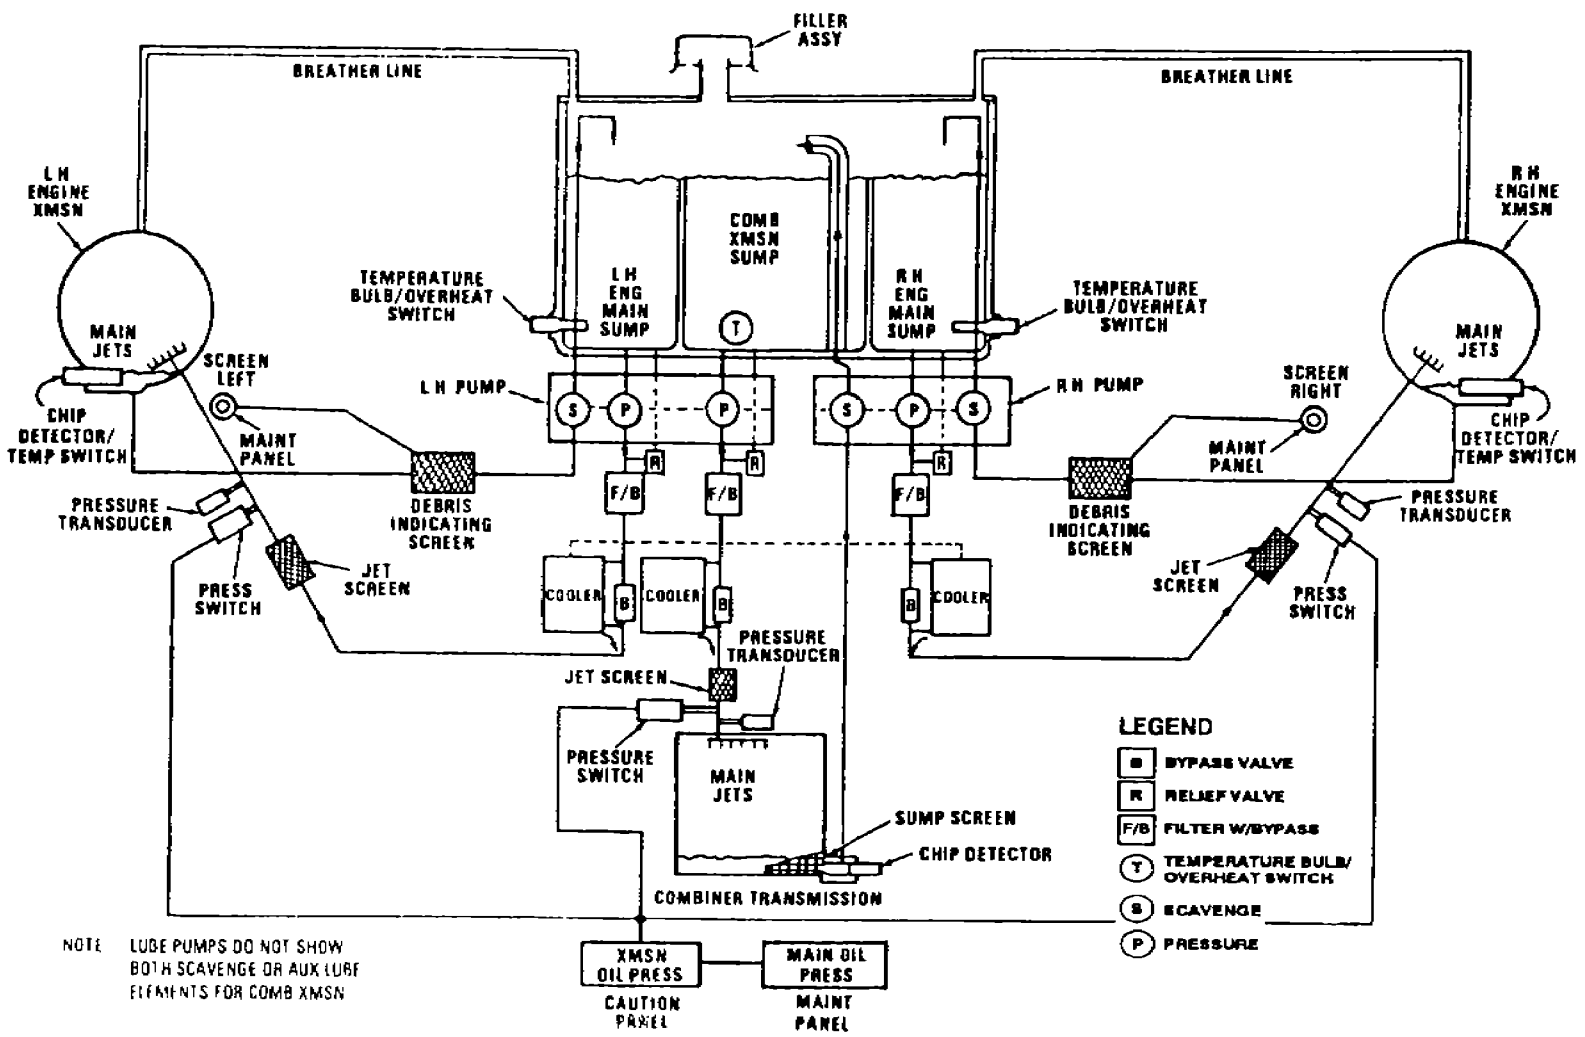 FILLER
ASSY
BREATHER LINE
BREATHER LINE
L H
ENGINE
XMSN
R H
ENGINE
XMSN
COMB
XMSN
SUMP
TEMPERATURE
BULB/OVERHEAT
SWITCH
L H
ENG
MAIN
SUMP
R H
ENG
MAIN
SUMP
TEMPERATURE
BULB/OVERHEAT
SWITCH
T
MAIN
JETS
MAIN
JETS
SCREEN
LEFT
SCREEN
RIGHT
L H PUMP
R H PUMP
S
P
P
S
P
S
CHIP
DETECTOR/
TEMP SWITCH
MAINT
PANEL
MAINT
PANEL
CHIP
DETECTOR/
TEMP SWITCH
R
R
R
F/B
F/B
F/B
PRESSURE
TRANSDUCER
DEBRIS
INDICATING
SCREEN
DEBRIS
INDICATING
SCREEN
PRESSURE
TRANSDUCER
PRESS
SWITCH
JET
SCREEN
COOLER
B
COOLER
B
B
COOLER
JET
SCREEN
PRESS
SWITCH
PRESSURE
TRANSDUCER
JET SCREEN
PRESSURE
SWITCH
MAIN
JETS
SUMP SCREEN
CHIP DETECTOR
COMBINER TRANSMISSION
LEGEND
B BYPASS VALVE
R RELIEF VALVE
F/B FILTER W/BYPASS
T TEMPERATURE BULB/
OVERHEAT SWITCH
S SCAVENGE
P PRESSURE
NOTE LUBE PUMPS DO NOT SHOW
BOTH SCAVENGE OR AUX LUBE
ELEMENTS FOR COMB XMSN
XMSN
OIL PRESS
MAIN OIL
PRESS
CAUTION
PANEL
MAINT
PANEL